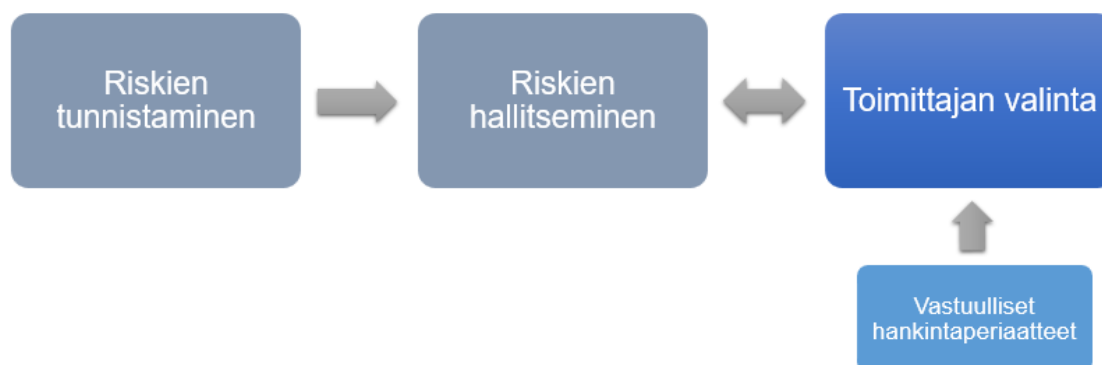 Riskien
tunnistaminen
Riskien
hallitseminen
Toimittajan valinta
Vastuulliset
hankintaperiaatteet